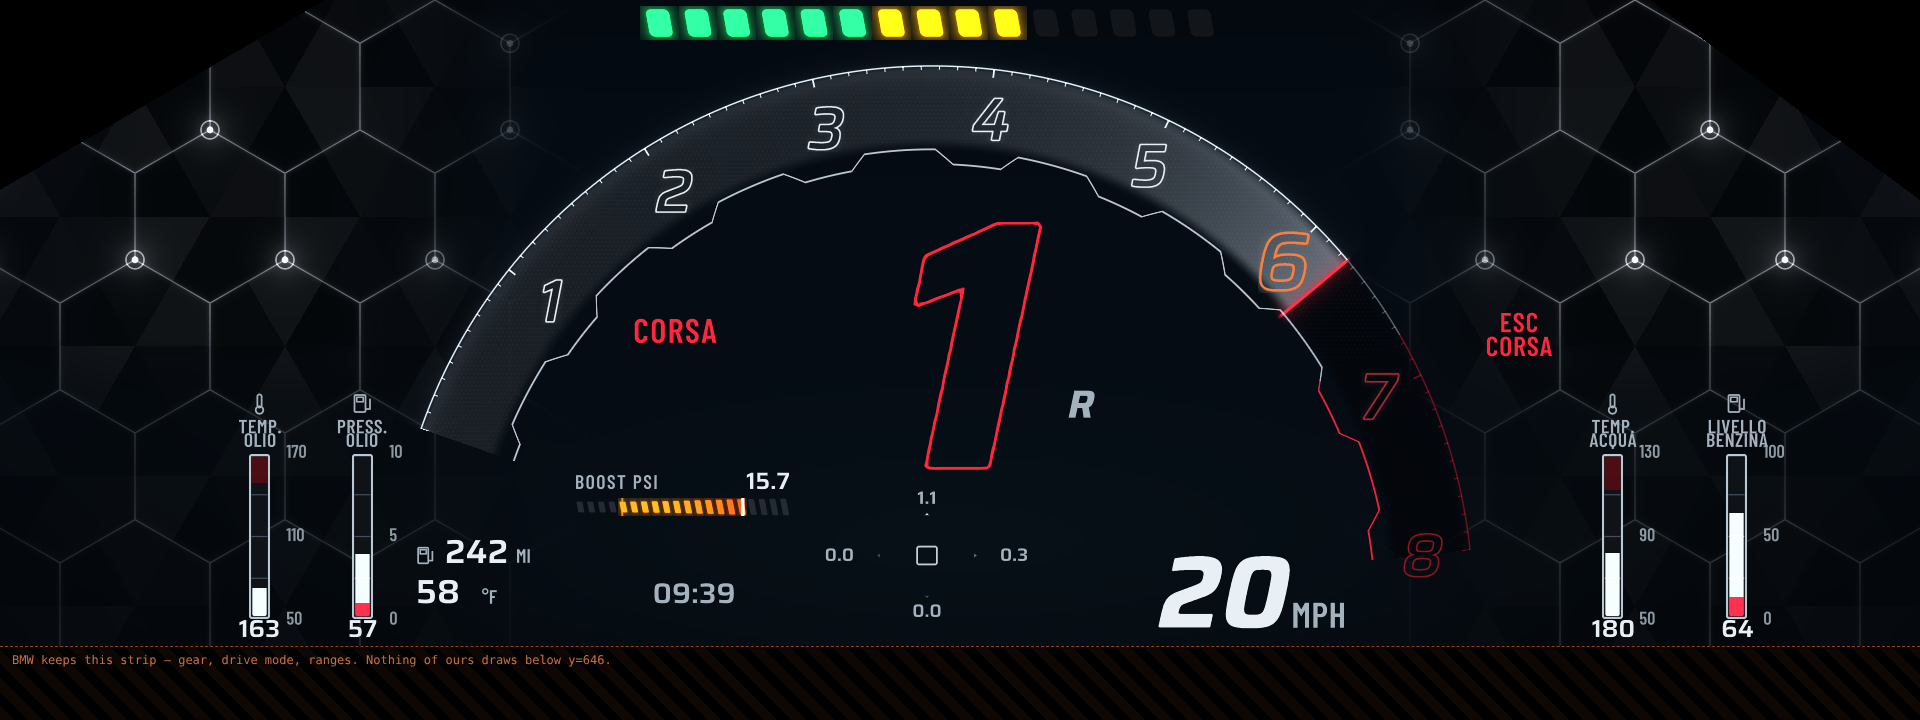 1
2
3
4
5
6
7
8
CORSA
1
R
ESC
CORSA
TEMP.
OLIO
170
110
50
163
PRESS.
OLIO
10
5
0
57
242 MI
58 °F
BOOST PSI 15.7
09:39
1.1
0.0 0.3
0.0
20 MPH
TEMP.
ACQUA
130
90
50
180
LIVELLO
BENZINA
100
50
0
64
BMW keeps this strip — gear, drive mode, ranges. Nothing of ours draws below y=646.